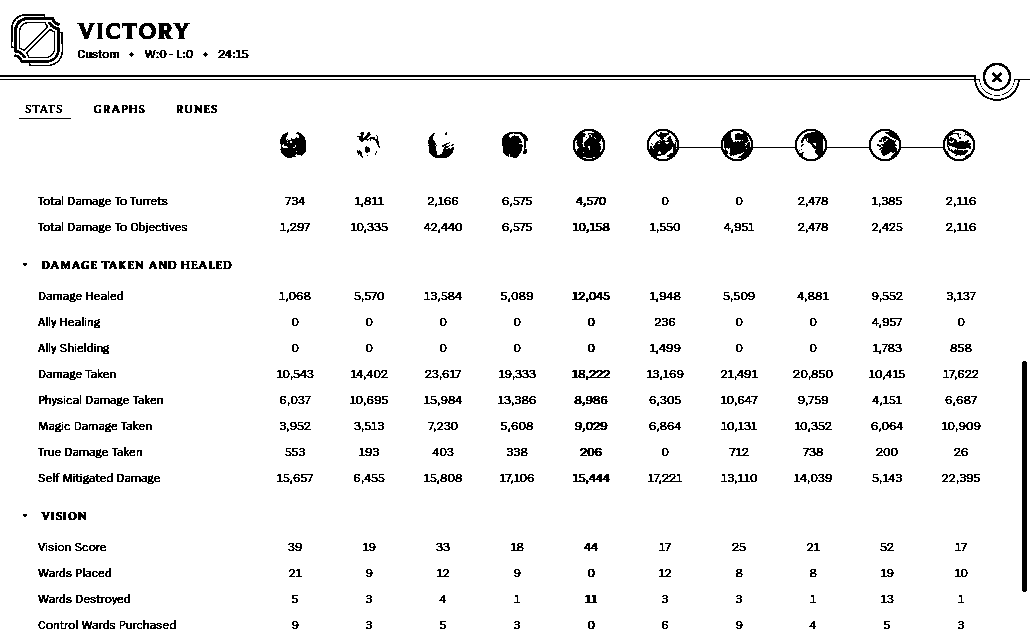 VICTORY
Custom • W:0 - L:0 • 24:15
STATS GRAPHS RUNES
Total Damage To Turrets 734 1,811 2,166 6,575 4,570 0 0 2,478 1,385 2,116
Total Damage To Objectives 1,297 10,335 42,440 6,575 10,158 1,550 4,951 2,478 2,425 2,116
DAMAGE TAKEN AND HEALED
Damage Healed 1,068 5,570 13,584 5,089 12,045 1,948 5,509 4,881 9,552 3,137
Ally Healing 0 0 0 0 0 236 0 0 4,957 0
Ally Shielding 0 0 0 0 0 1,499 0 0 1,783 858
Damage Taken 10,543 14,402 23,617 19,333 18,222 13,169 21,491 20,850 10,415 17,622
Physical Damage Taken 6,037 10,695 15,984 13,386 8,986 6,305 10,647 9,759 4,151 6,687
Magic Damage Taken 3,952 3,513 7,230 5,608 9,029 6,864 10,131 10,352 6,064 10,909
True Damage Taken 553 193 403 338 206 0 712 738 200 26
Self Mitigated Damage 15,657 6,455 15,808 17,106 15,444 17,221 13,110 14,039 5,143 22,395
VISION
Vision Score 39 19 33 18 44 17 25 21 52 17
Wards Placed 21 9 12 9 0 12 8 8 19 10
Wards Destroyed 5 3 4 1 11 3 3 1 13 1
Control Wards Purchased 9 3 5 3 0 6 9 4 5 3